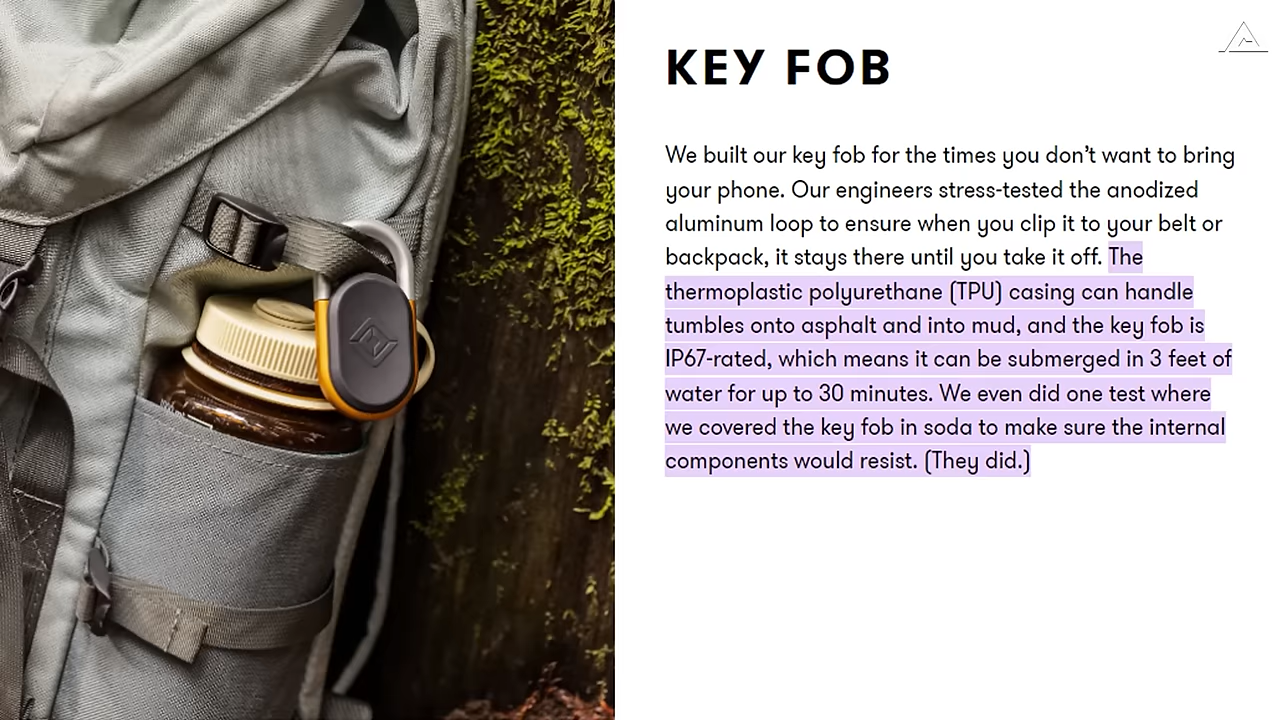 KEY FOB
We built our key fob for the times you don’t want to bring
your phone. Our engineers stress-tested the anodized
aluminum loop to ensure when you clip it to your belt or
backpack, it stays there until you take it off. The
thermoplastic polyurethane (TPU) casing can handle
tumbles onto asphalt and into mud, and the key fob is
IP67-rated, which means it can be submerged in 3 feet of
water for up to 30 minutes. We even did one test where
we covered the key fob in soda to make sure the internal
components would resist. (They did.)